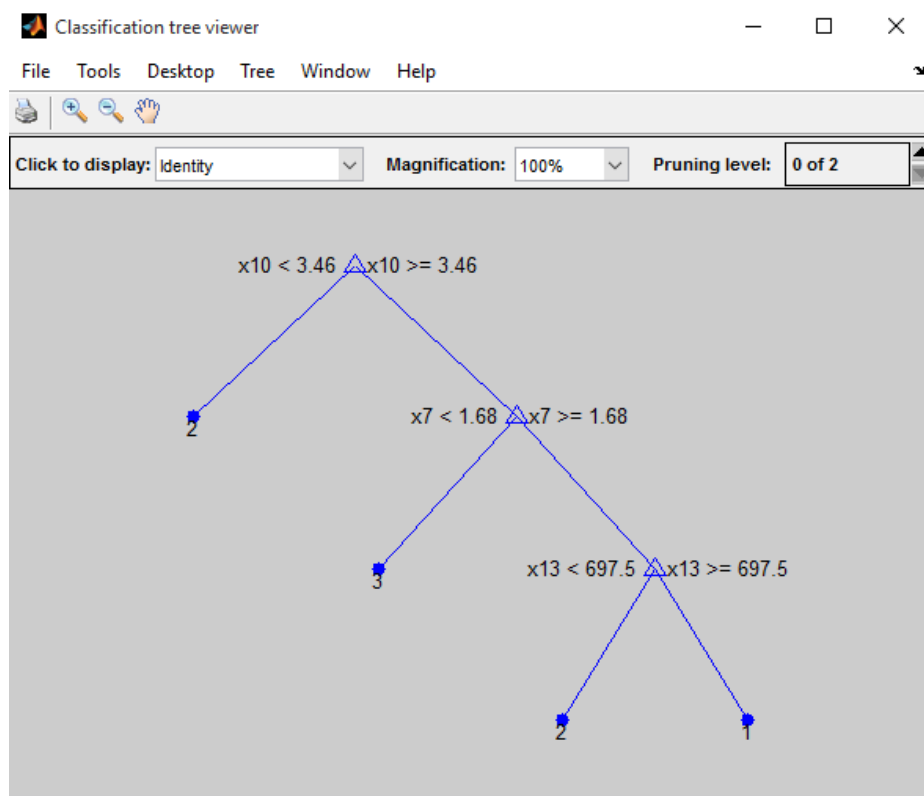 Classification tree viewer
File Tools Desktop Tree Window Help
Click to display: Identity Magnification: 100% Pruning level: 0 of 2
x10 < 3.46 x10 >= 3.46
2
x7 < 1.68 x7 >= 1.68
3
x13 < 697.5 x13 >= 697.5
2 1